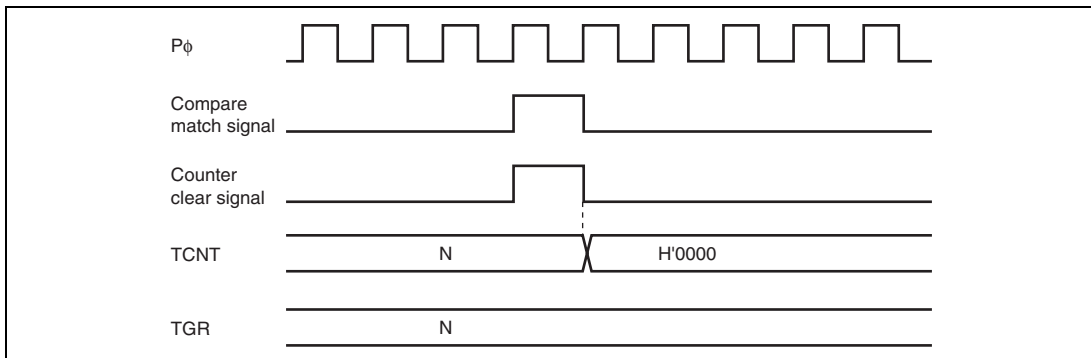 Pϕ
Compare
match signal
Counter
clear signal
TCNT
N
H'0000
TGR
N